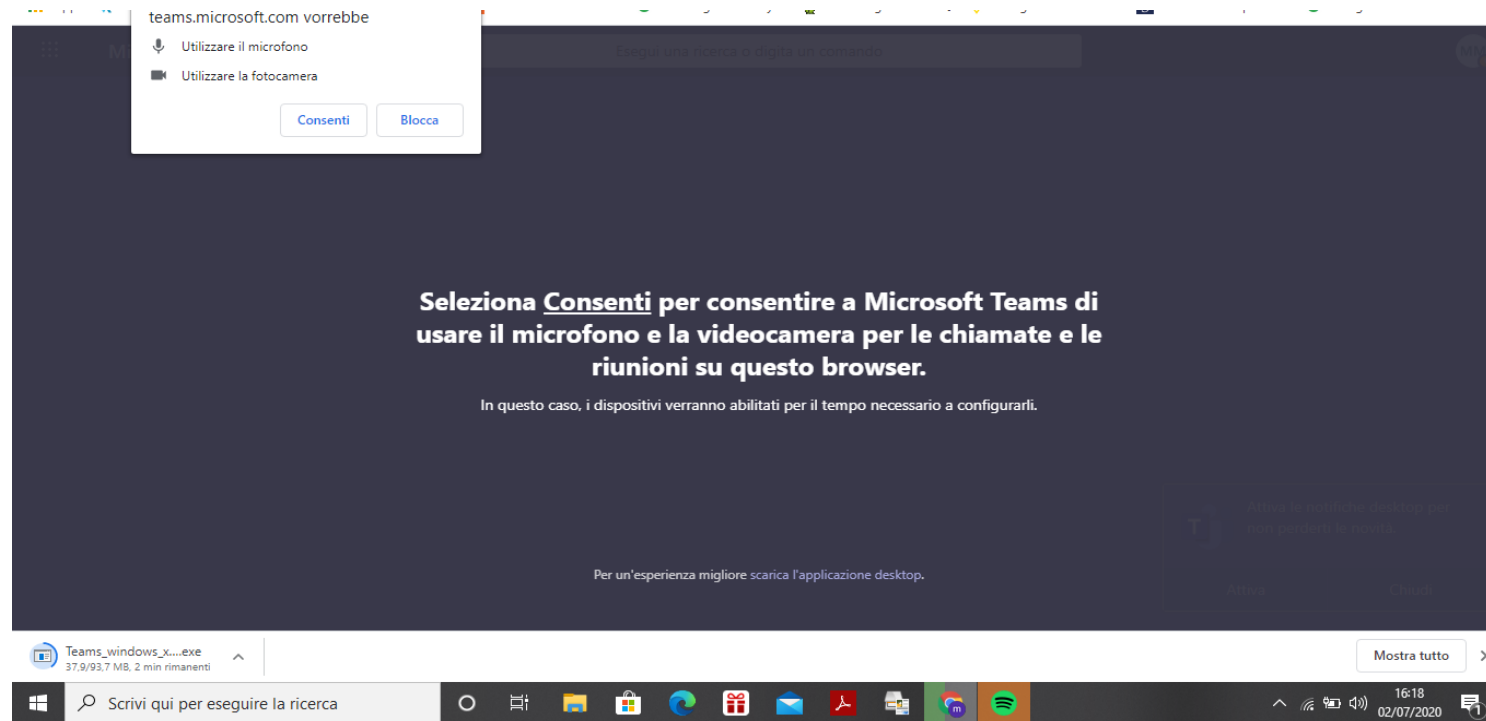 teams.microsoft.com vorrebbe
Utilizzare il microfono
Utilizzare la fotocamera
Consenti Blocca
Esegui una ricerca o digita un comando
MM
Seleziona Consenti per consentire a Microsoft Teams di
usare il microfono e la videocamera per le chiamate e le
riunioni su questo browser.
In questo caso, i dispositivi verranno abilitati per il tempo necessario a configurarli.
Attiva le notifiche desktop per
non perderti le novità.
Attiva Chiudi
Per un'esperienza migliore scarica l'applicazione desktop.
Teams_windows_x....exe
37,9/93,7 MB, 2 min rimanenti
Mostra tutto
Scrivi qui per eseguire la ricerca
16:18
02/07/2020